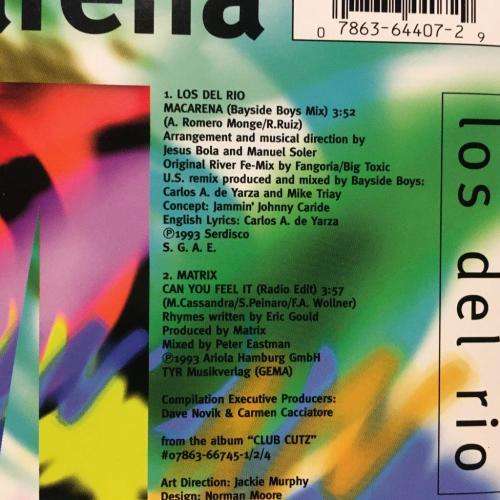 arena
0 7863-64407-2 9
1. LOS DEL RIO
MACARENA (Bayside Boys Mix) 3:52
(A. Romero Monge/R.Ruiz)
Arrangement and musical direction by
Jesus Bola and Manuel Soler
Original River Fe-Mix by Fangoria/Big Toxic
U.S. remix produced and mixed by Bayside Boys:
Carlos A. de Yarza and Mike Triay
Concept: Jammin' Johnny Caride
English Lyrics: Carlos A. de Yarza
℗1993 Serdisco
S. G. A. E.
2. MATRIX
CAN YOU FEEL IT (Radio Edit) 3:57
(M.Cassandra/S.Peinaro/F.A. Wollner)
Rhymes written by Eric Gould
Produced by Matrix
Mixed by Peter Eastman
℗1993 Ariola Hamburg GmbH
TYR Musikverlag (GEMA)
Compilation Executive Producers:
Dave Novik & Carmen Cacciatore
from the album "CLUB CUTZ"
#07863-66745-1/2/4
Art Direction: Jackie Murphy
Design: Norman Moore
los del rio